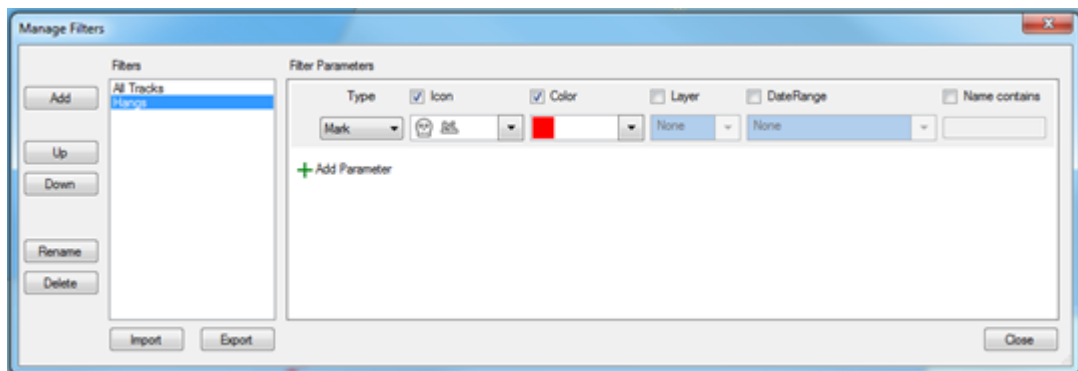 Manage Filters
Filters
Filter Parameters
Add
Up
Down
Rename
Delete
All Tracks
Hangs
Type
Icon
Color
Layer
DateRange
Name contains
Mark
None
None
Add Parameter
Import
Export
Close